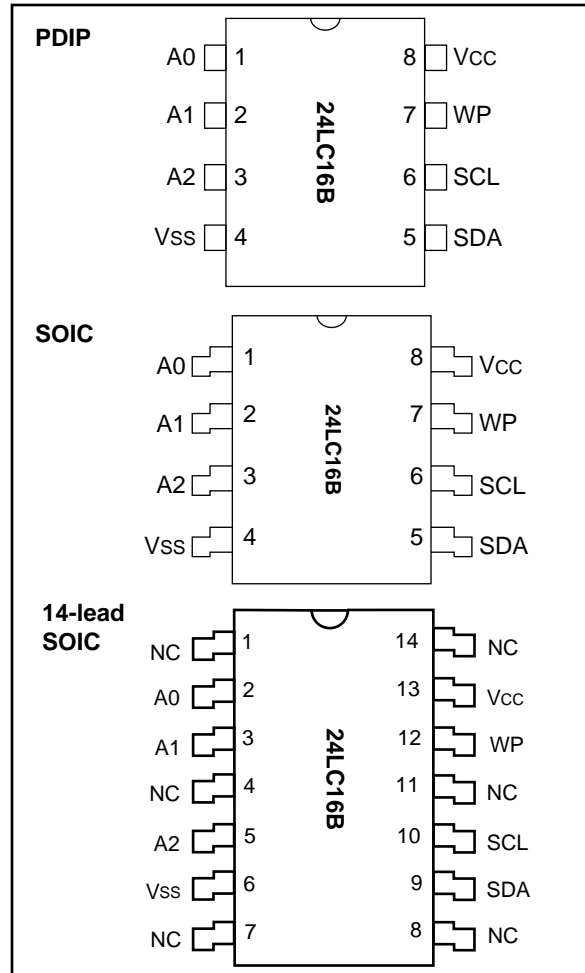 PDIP
A0 1 8 VCC
A1 2 7 WP
A2 3 6 SCL
VSS 4 5 SDA
24LC16B
SOIC
A0 1 8 VCC
A1 2 7 WP
A2 3 6 SCL
VSS 4 5 SDA
24LC16B
14-lead
SOIC
NC 1 14 NC
A0 2 13 VCC
A1 3 12 WP
NC 4 11 NC
A2 5 10 SCL
VSS 6 9 SDA
NC 7 8 NC
24LC16B